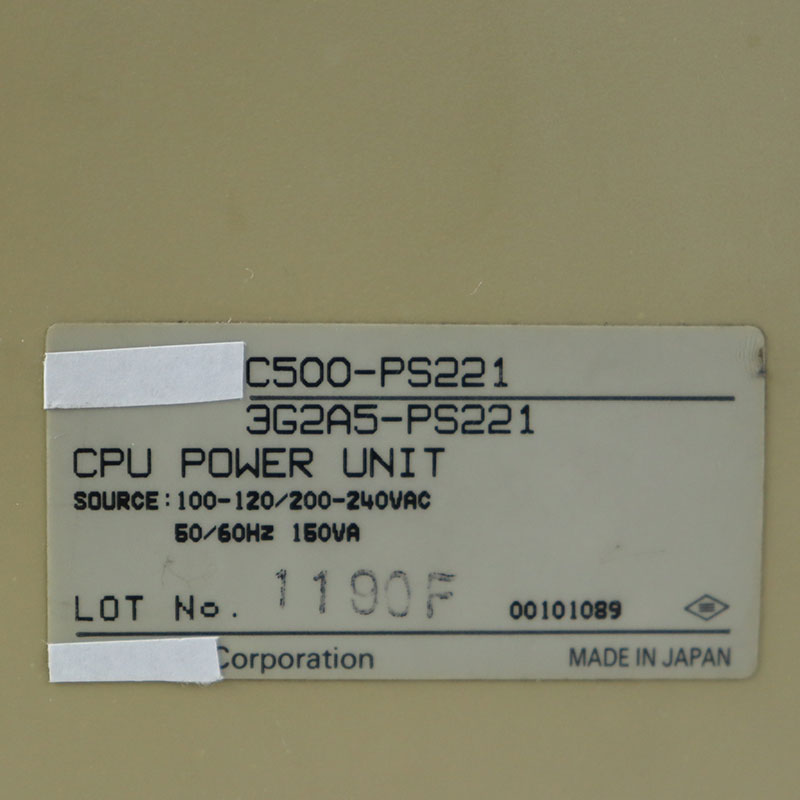 C500-PS221
3G2A5-PS221
CPU POWER UNIT
SOURCE:100-120/200-240VAC
50/60Hz 150VA
LOT No. 1190F 00101089
Corporation MADE IN JAPAN